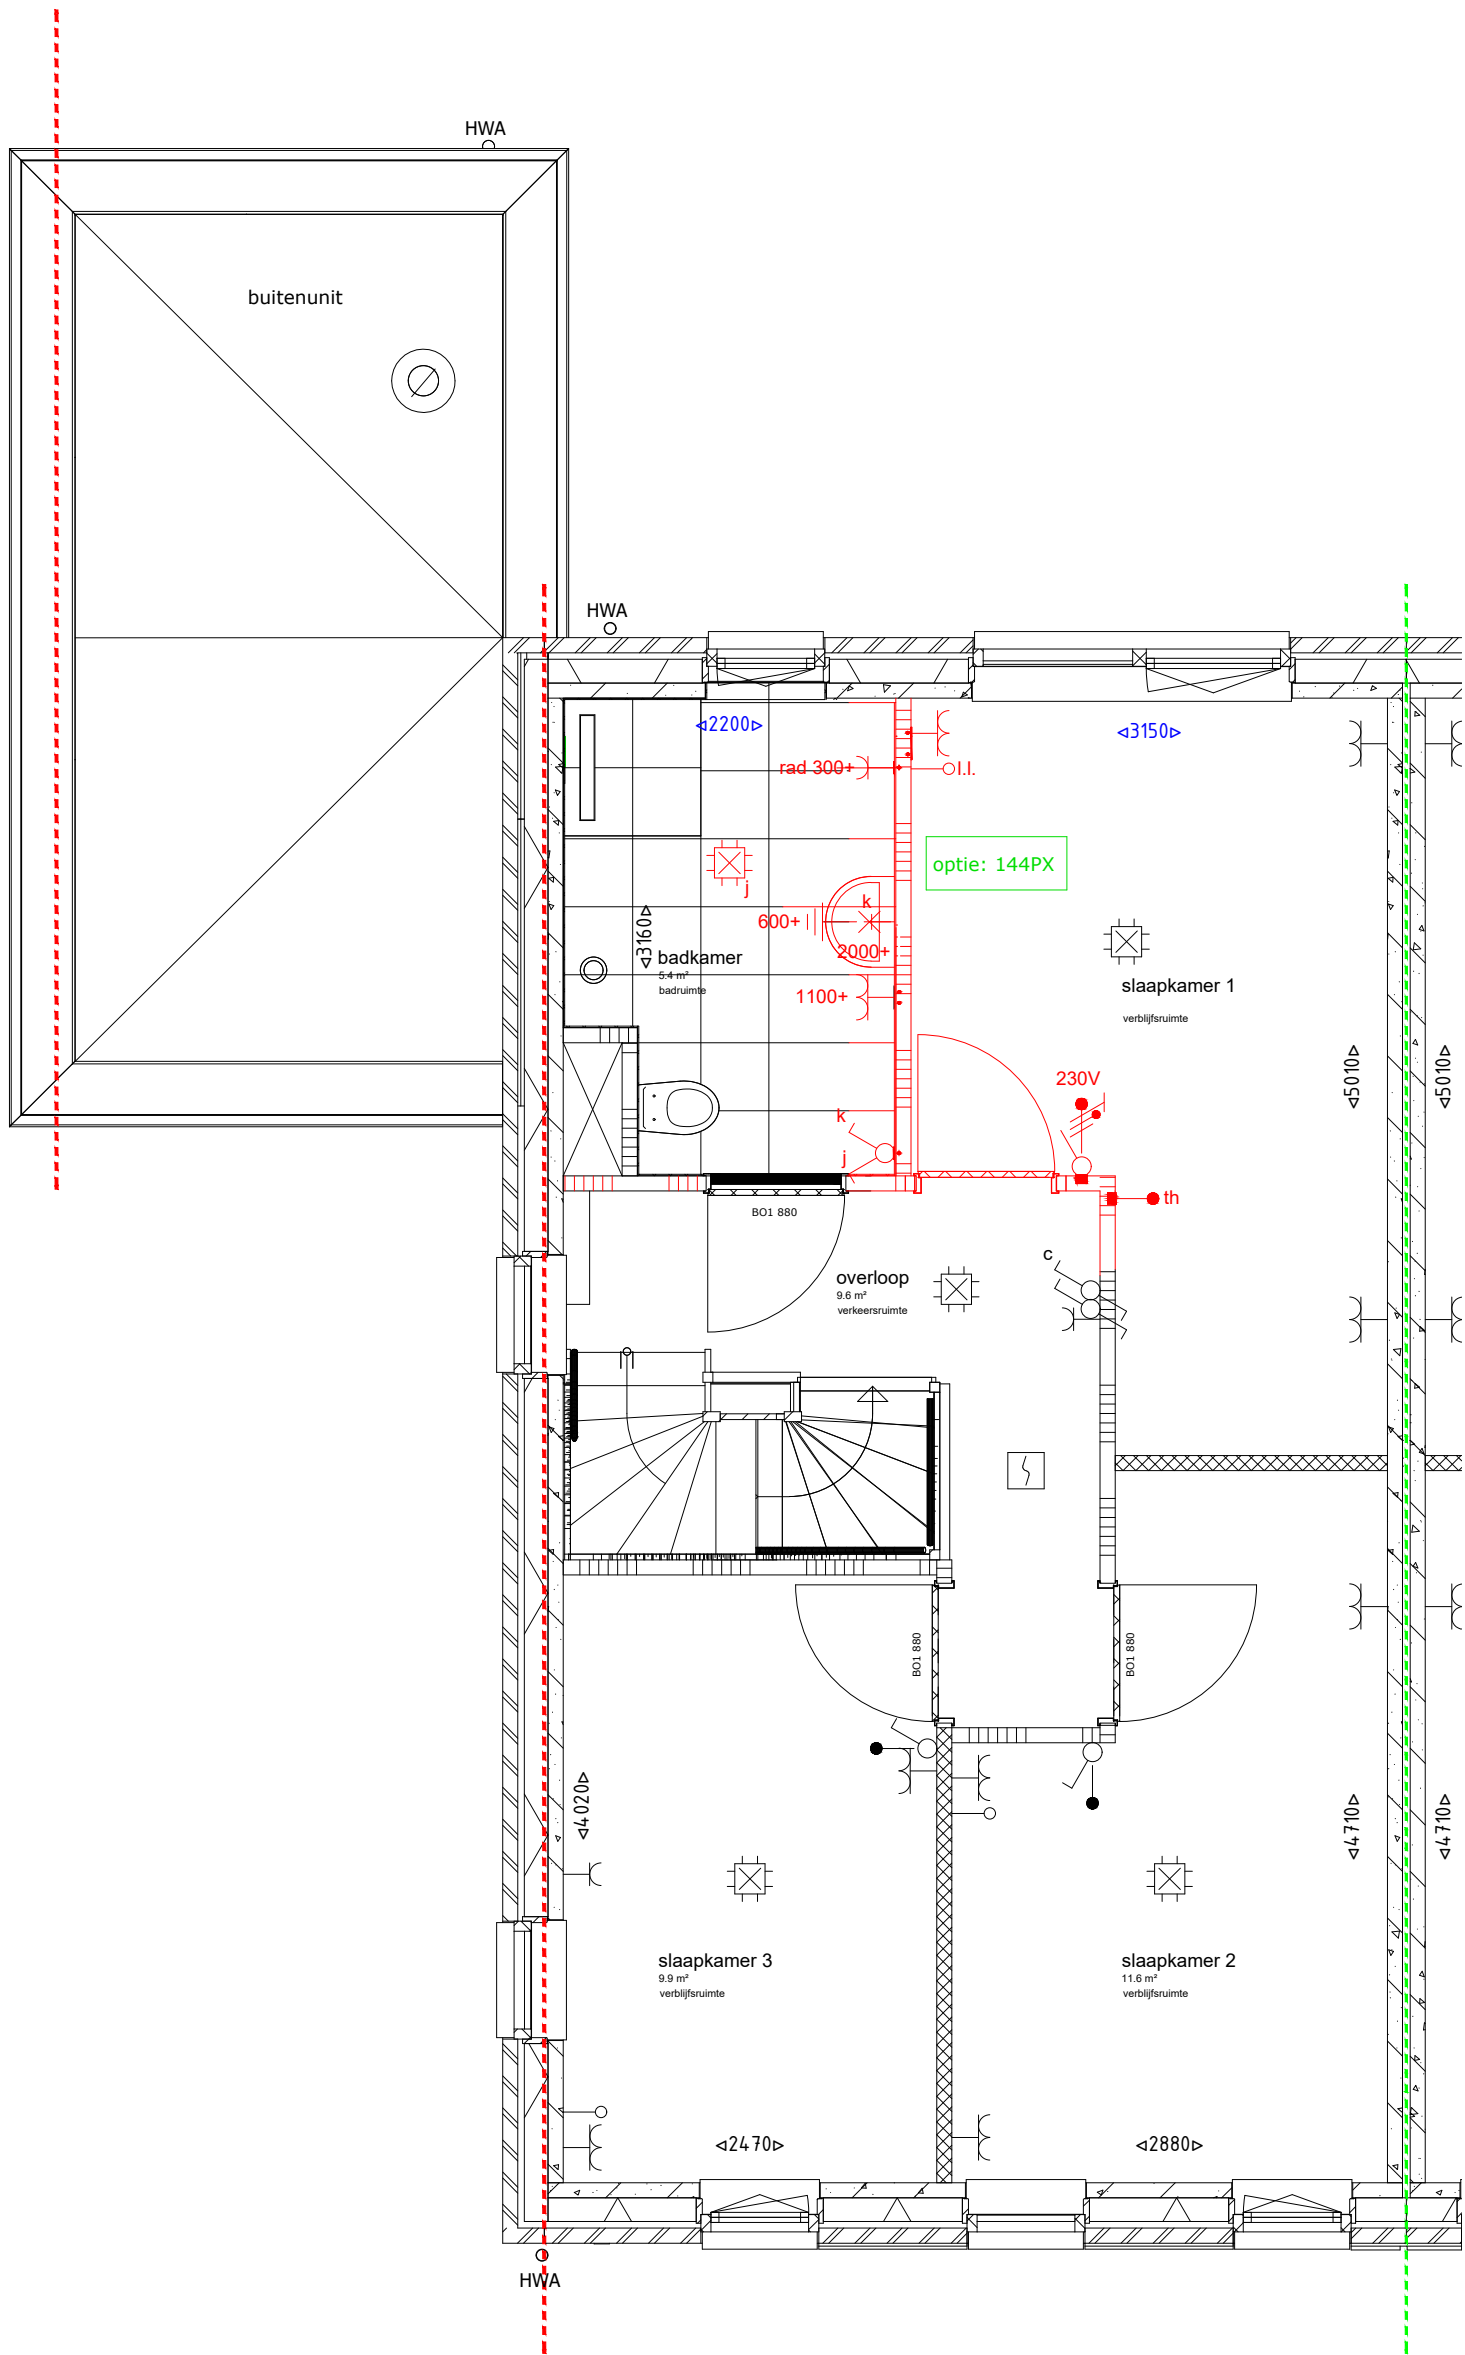 HWA
buitenunit
HWA
◁2200▷
◁3150▷
rad 300+
I.I.
optie: 144PX
j
k
600+
2000+
◁3160▷
badkamer
5.4 m²
badruimte
1100+
slaapkamer 1
verblijfsruimte
◁5010▷
◁5010▷
230V
k
j
th
BO1 880
c
overloop
9.6 m²
verkeersruimte
BO1 880
BO1 880
◁4020▷
◁4710▷
◁4710▷
slaapkamer 3
9.9 m²
verblijfsruimte
slaapkamer 2
11.6 m²
verblijfsruimte
◁2470▷
◁2880▷
HWA